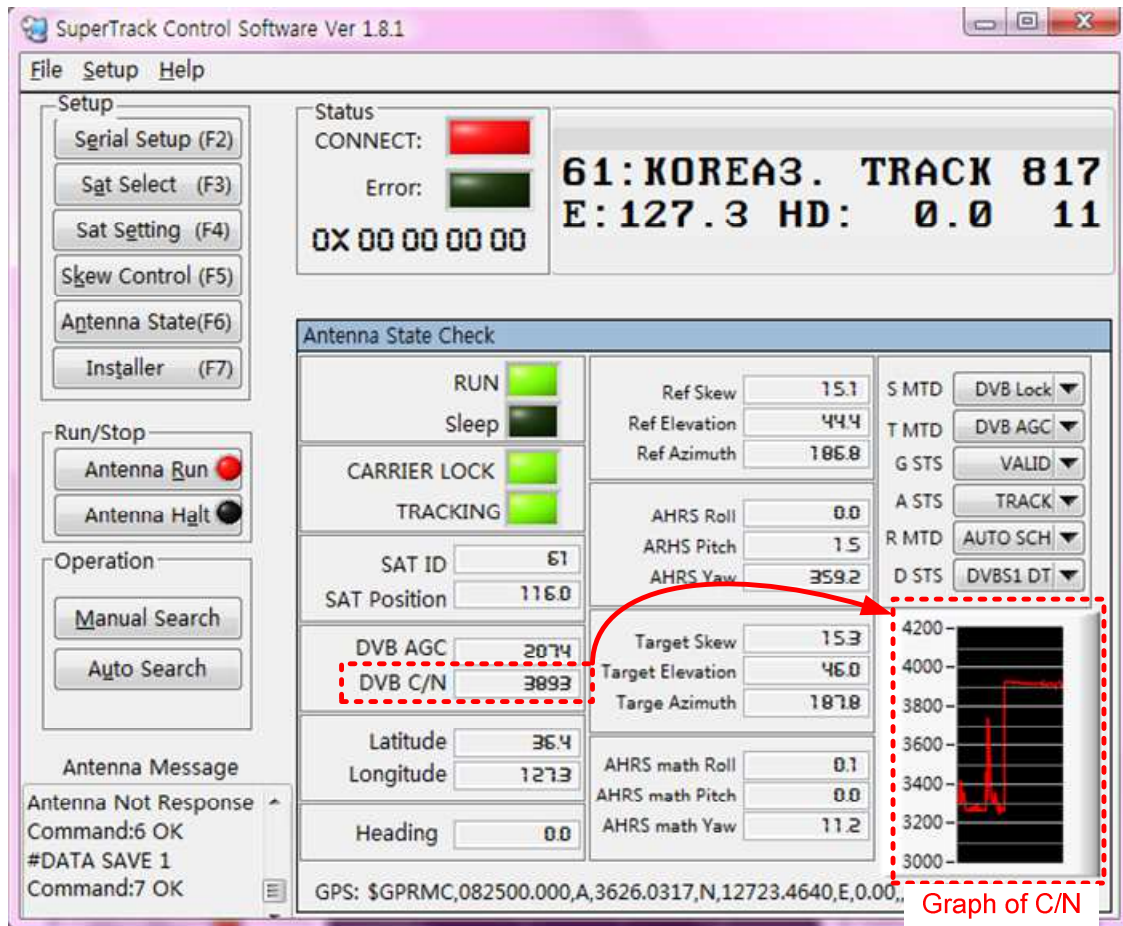 SuperTrack Control Software Ver 1.8.1
File Setup Help
Setup
Serial Setup (F2)
Sat Select (F3)
Sat Setting (F4)
Skew Control (F5)
Antenna State(F6)
Installer (F7)
Run/Stop
Antenna Run
Antenna Halt
Operation
Manual Search
Auto Search
Antenna Message
Antenna Not Response
Command:6 OK
#DATA SAVE 1
Command:7 OK
Status
CONNECT:
Error:
0X 00 00 00 00
61:KOREA3. TRACK 817
E:127.3 HD: 0.0 11
Antenna State Check
RUN
Sleep
CARRIER LOCK
TRACKING
SAT ID 61
SAT Position 116.0
DVB AGC 2074
DVB C/N 3893
Latitude 36.4
Longitude 127.3
Heading 0.0
Ref Skew 15.1
Ref Elevation 44.4
Ref Azimuth 186.8
AHRS Roll 0.0
ARHS Pitch 1.5
AHRS Yaw 359.2
Target Skew 15.3
Target Elevation 46.0
Targe Azimuth 187.8
AHRS math Roll 0.1
AHRS math Pitch 0.0
AHRS math Yaw 11.2
S MTD DVB Lock
T MTD DVB AGC
G STS VALID
A STS TRACK
R MTD AUTO SCH
D STS DVBS1 DT
4200
4000
3800
3600
3400
3200
3000
Graph of C/N
GPS: $GPRMC,082500.000,A,3626.0317,N,12723.4640,E,0.00,